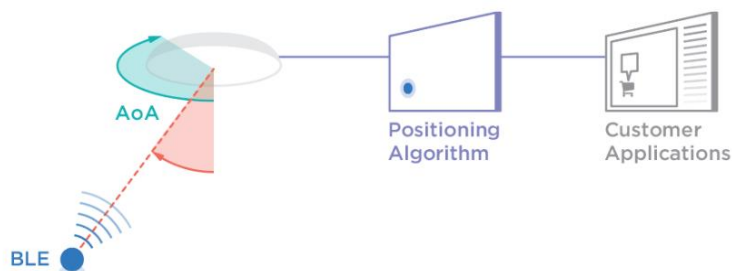 AoA
Positioning
Algorithm
Customer
Applications
BLE